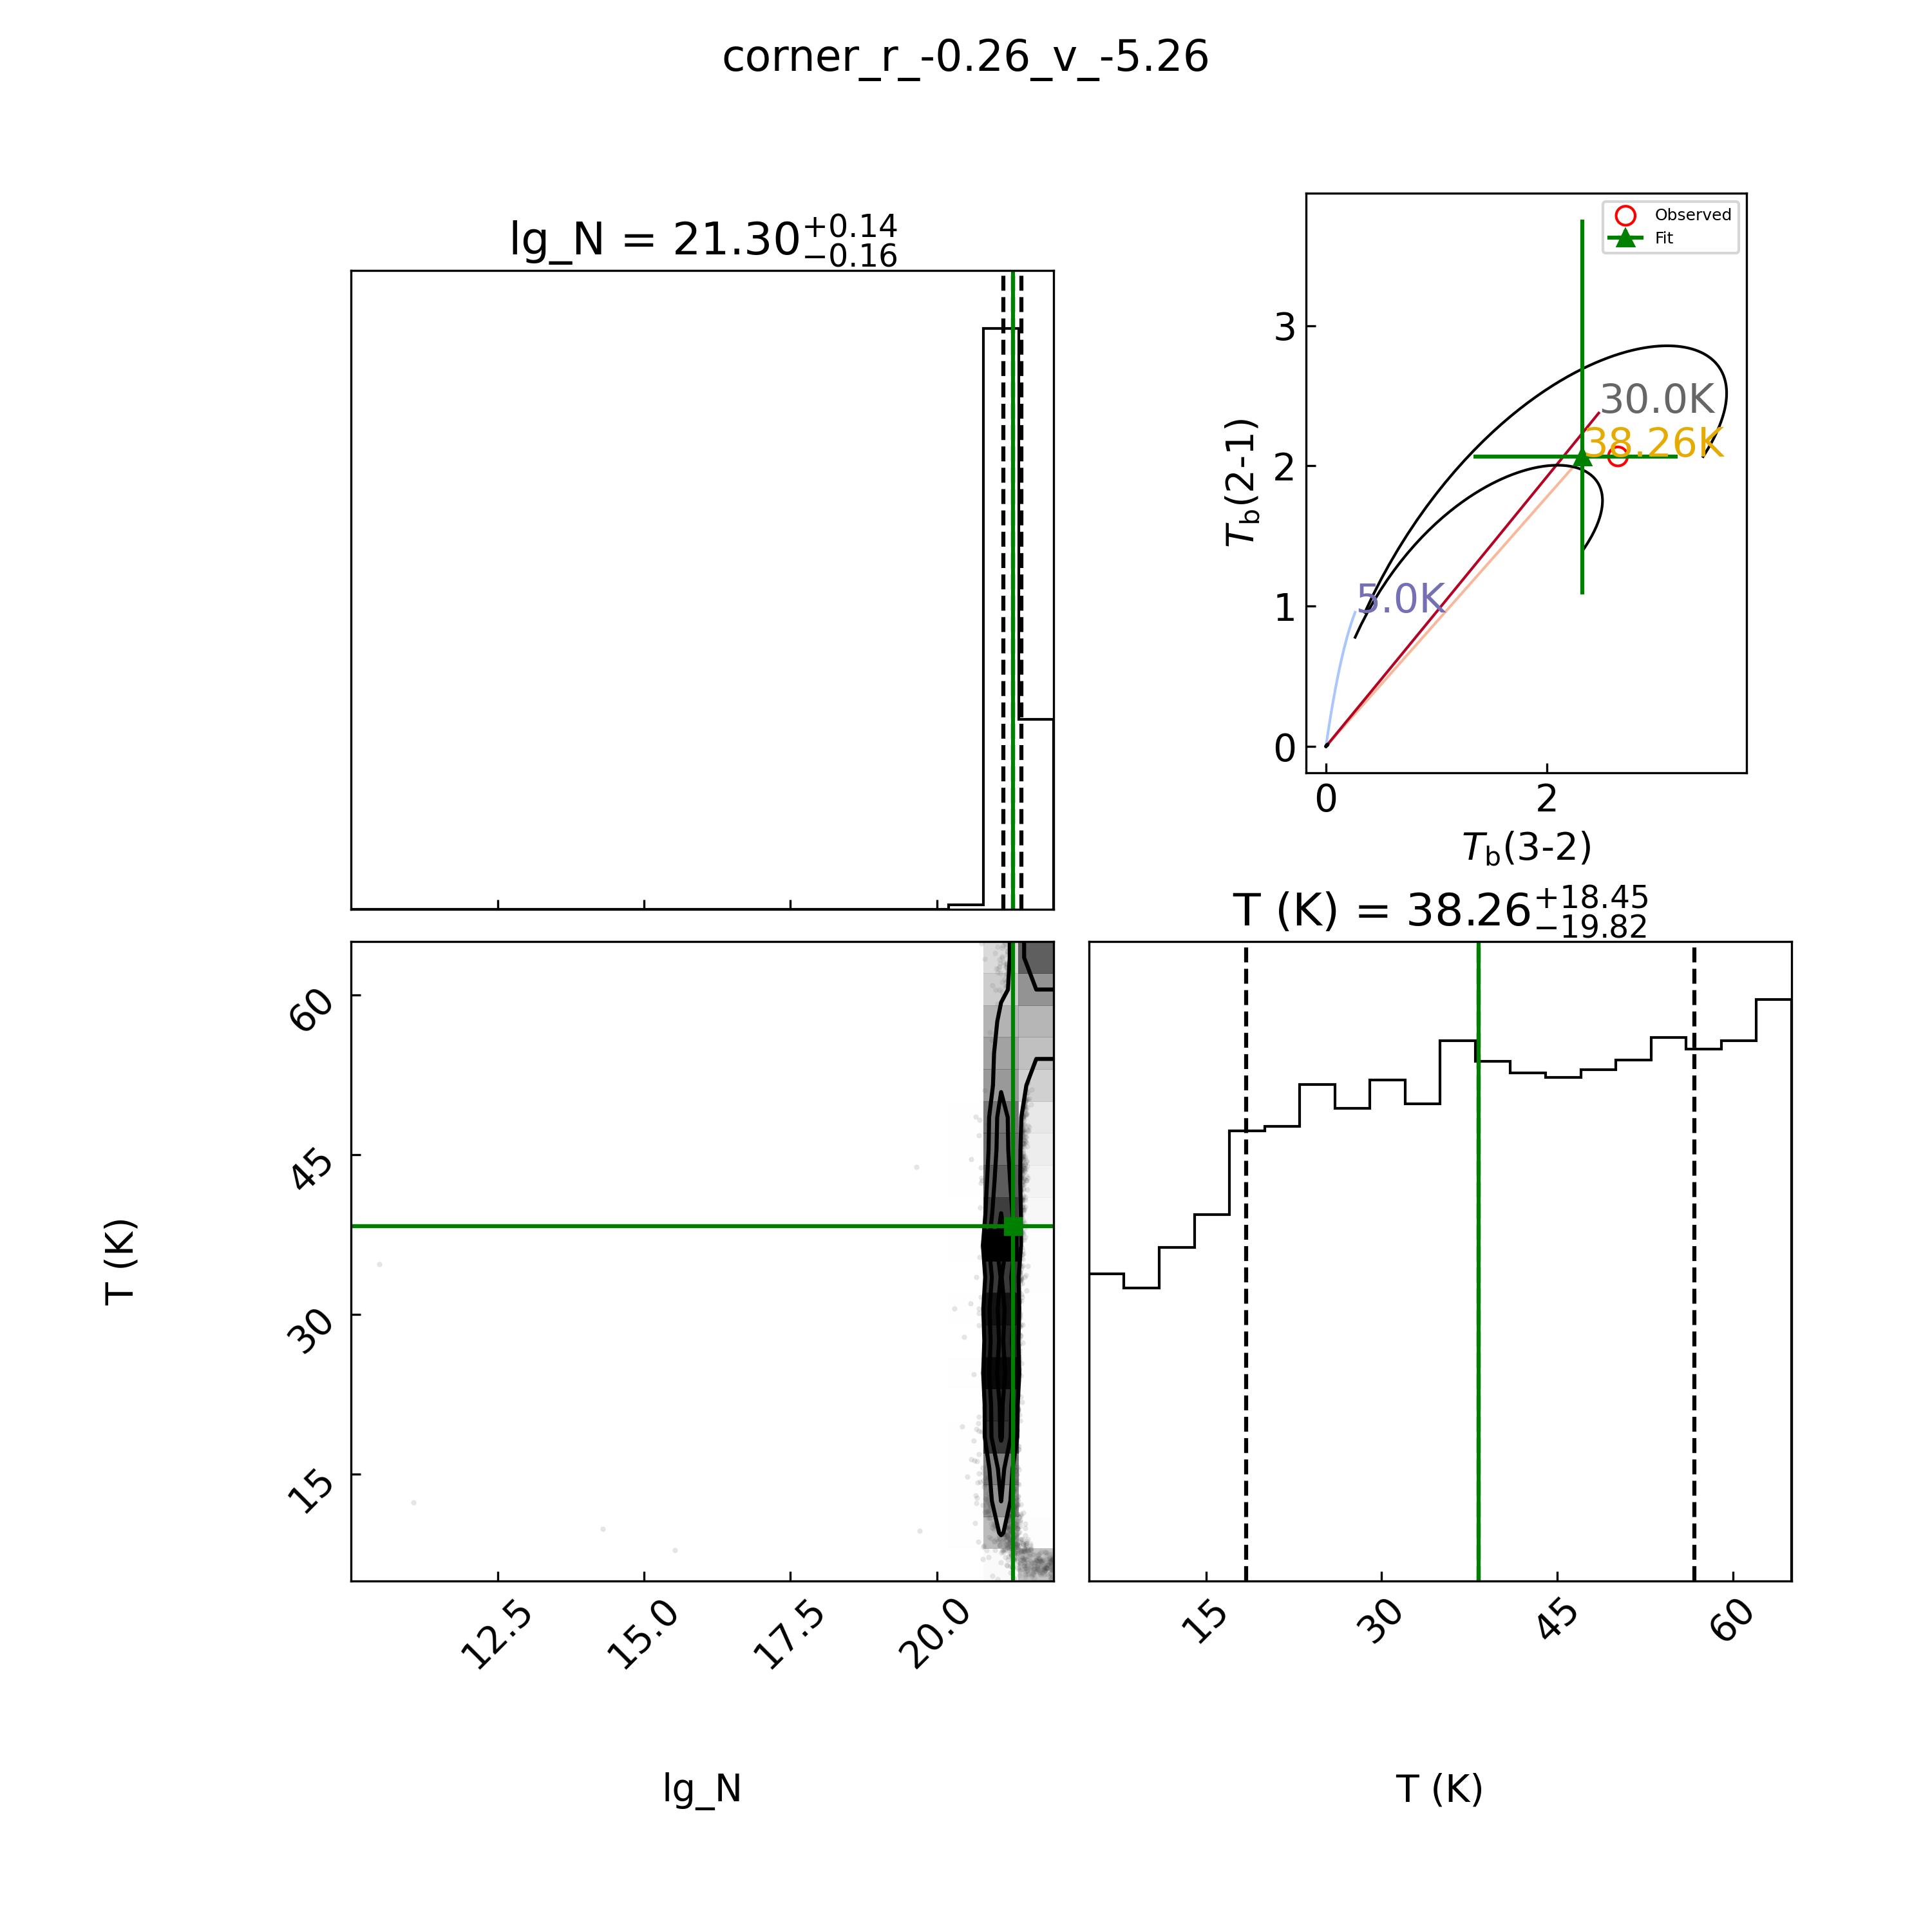 corner_r_-0.26_v_-5.26
lg_N = 21.30+0.14−0.16
Observed
Fit
3
2
1
0
30.0K
38.26K
5.0K
Tb(2-1)
0
2
Tb(3-2)
T (K) = 38.26+18.45−19.82
60
45
30
15
T (K)
12.5
15.0
17.5
20.0
15
30
45
60
lg_N
T (K)